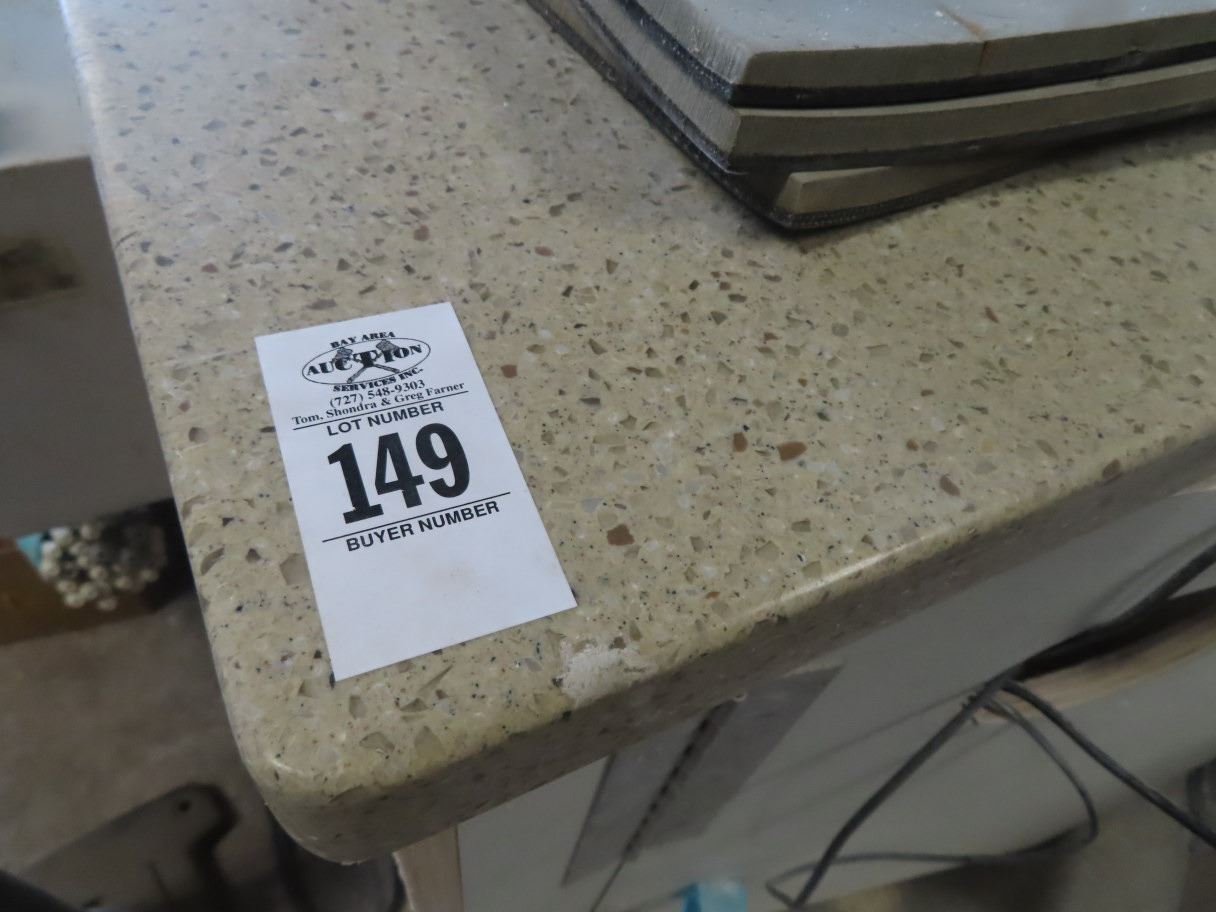 BAY AREA
AUCTION
SERVICES INC.
(727) 548-9303
Tom, Shondra & Greg Farner
LOT NUMBER
149
BUYER NUMBER